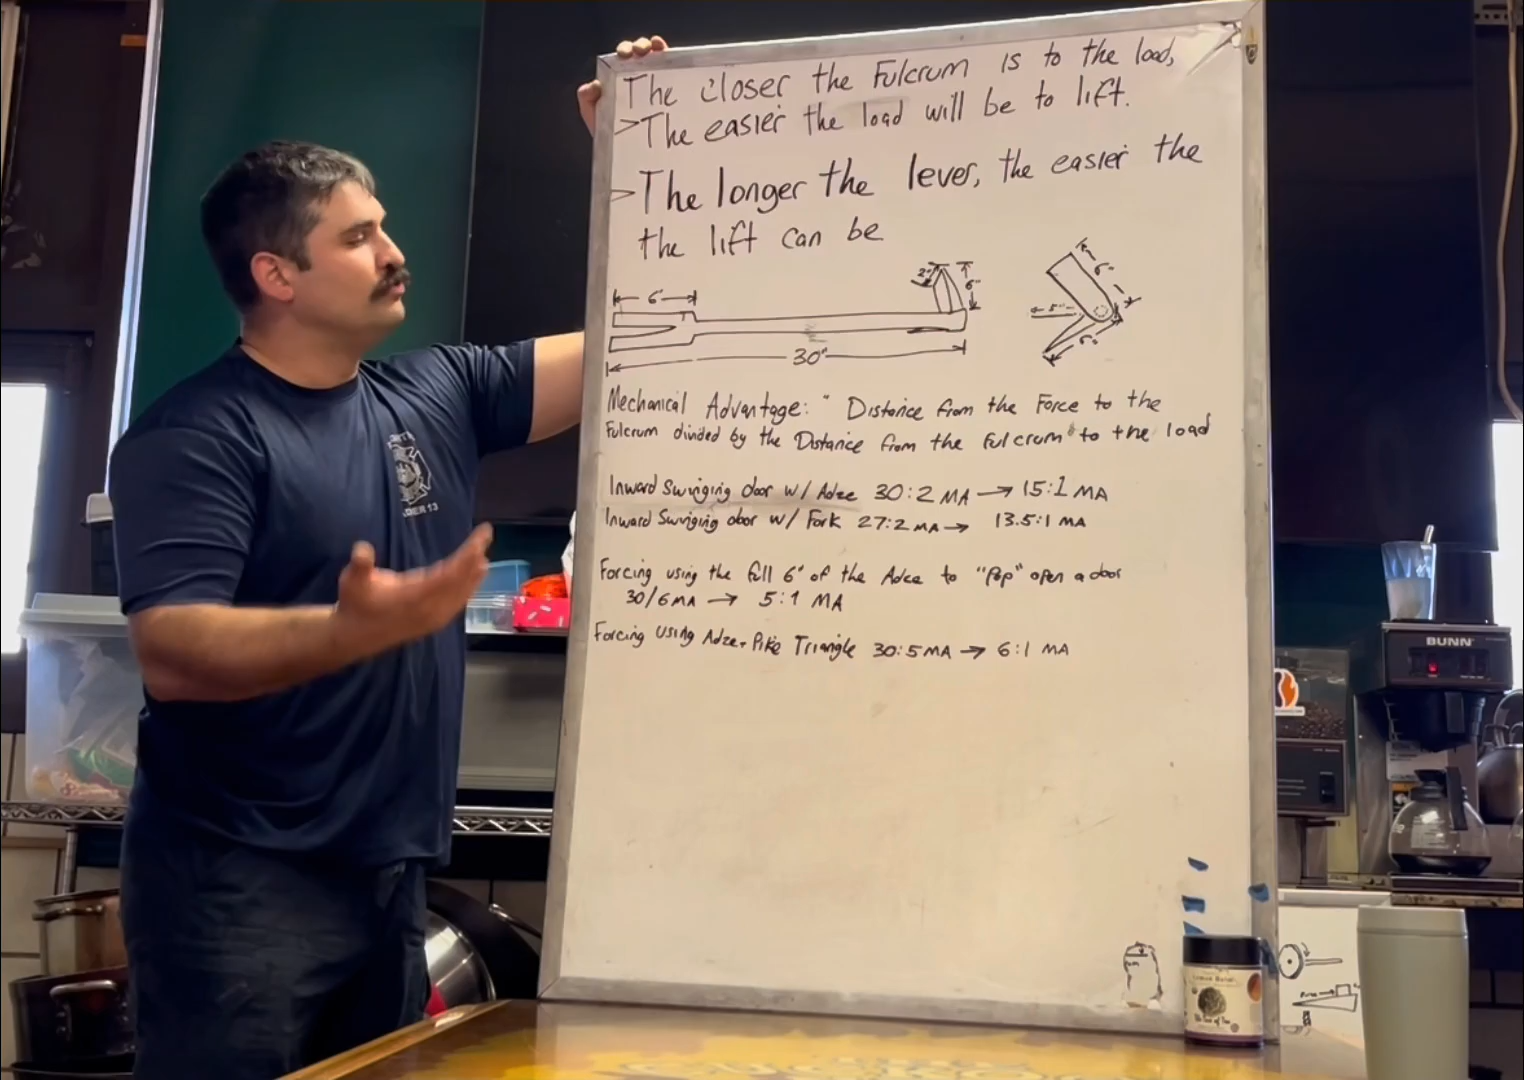 The closer the Fulcrum is to the load,
>The easier the load will be to lift.
>The longer the lever, the easier the
the lift can be
6"
2"
6"
30"
6"
5"
6"
Mechanical Advantage: " Distance from the Force to the
Fulcrum divided by the Distance from the Fulcrum" to the load
Inward Swinging door w/ Adze 30:2 MA → 15:1 MA
Inward Swinging door w/ Fork 27:2 MA → 13.5:1 MA
Forcing using the full 6" of the Adze to "Pop" open a door
30/6 MA → 5:1 MA
Forcing using Adze + Pike Triangle 30:5 MA → 6:1 MA
13
BUNN